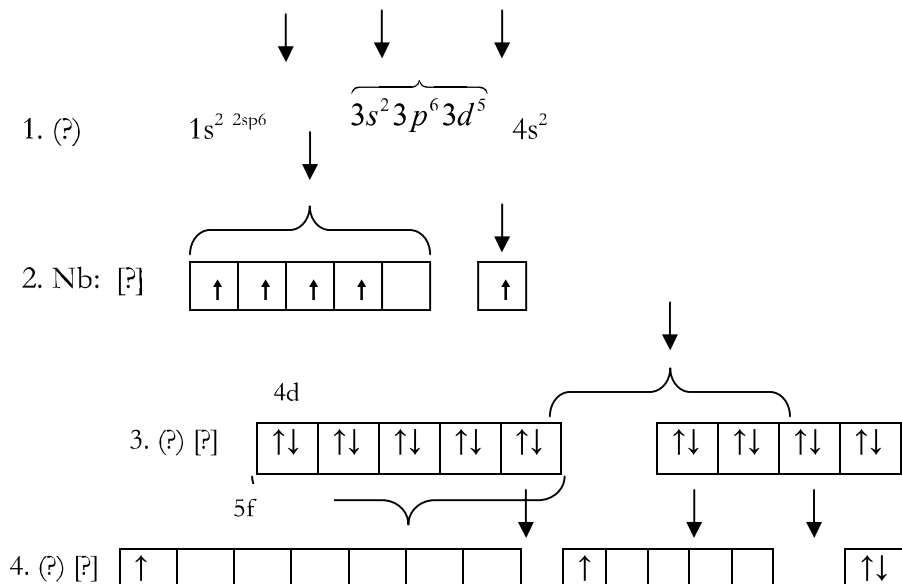 1. (?) 1s² ²ˢᵖ⁶ 3s²3p⁶3d⁵ 4s²
2. Nb: [?] ↑ ↑ ↑ ↑ ↑
4d
3. (?) [?] ↑↓ ↑↓ ↑↓ ↑↓ ↑↓ ↑↓ ↑↓ ↑↓ ↑↓
5f
4. (?) [?] ↑ ↑ ↑↓